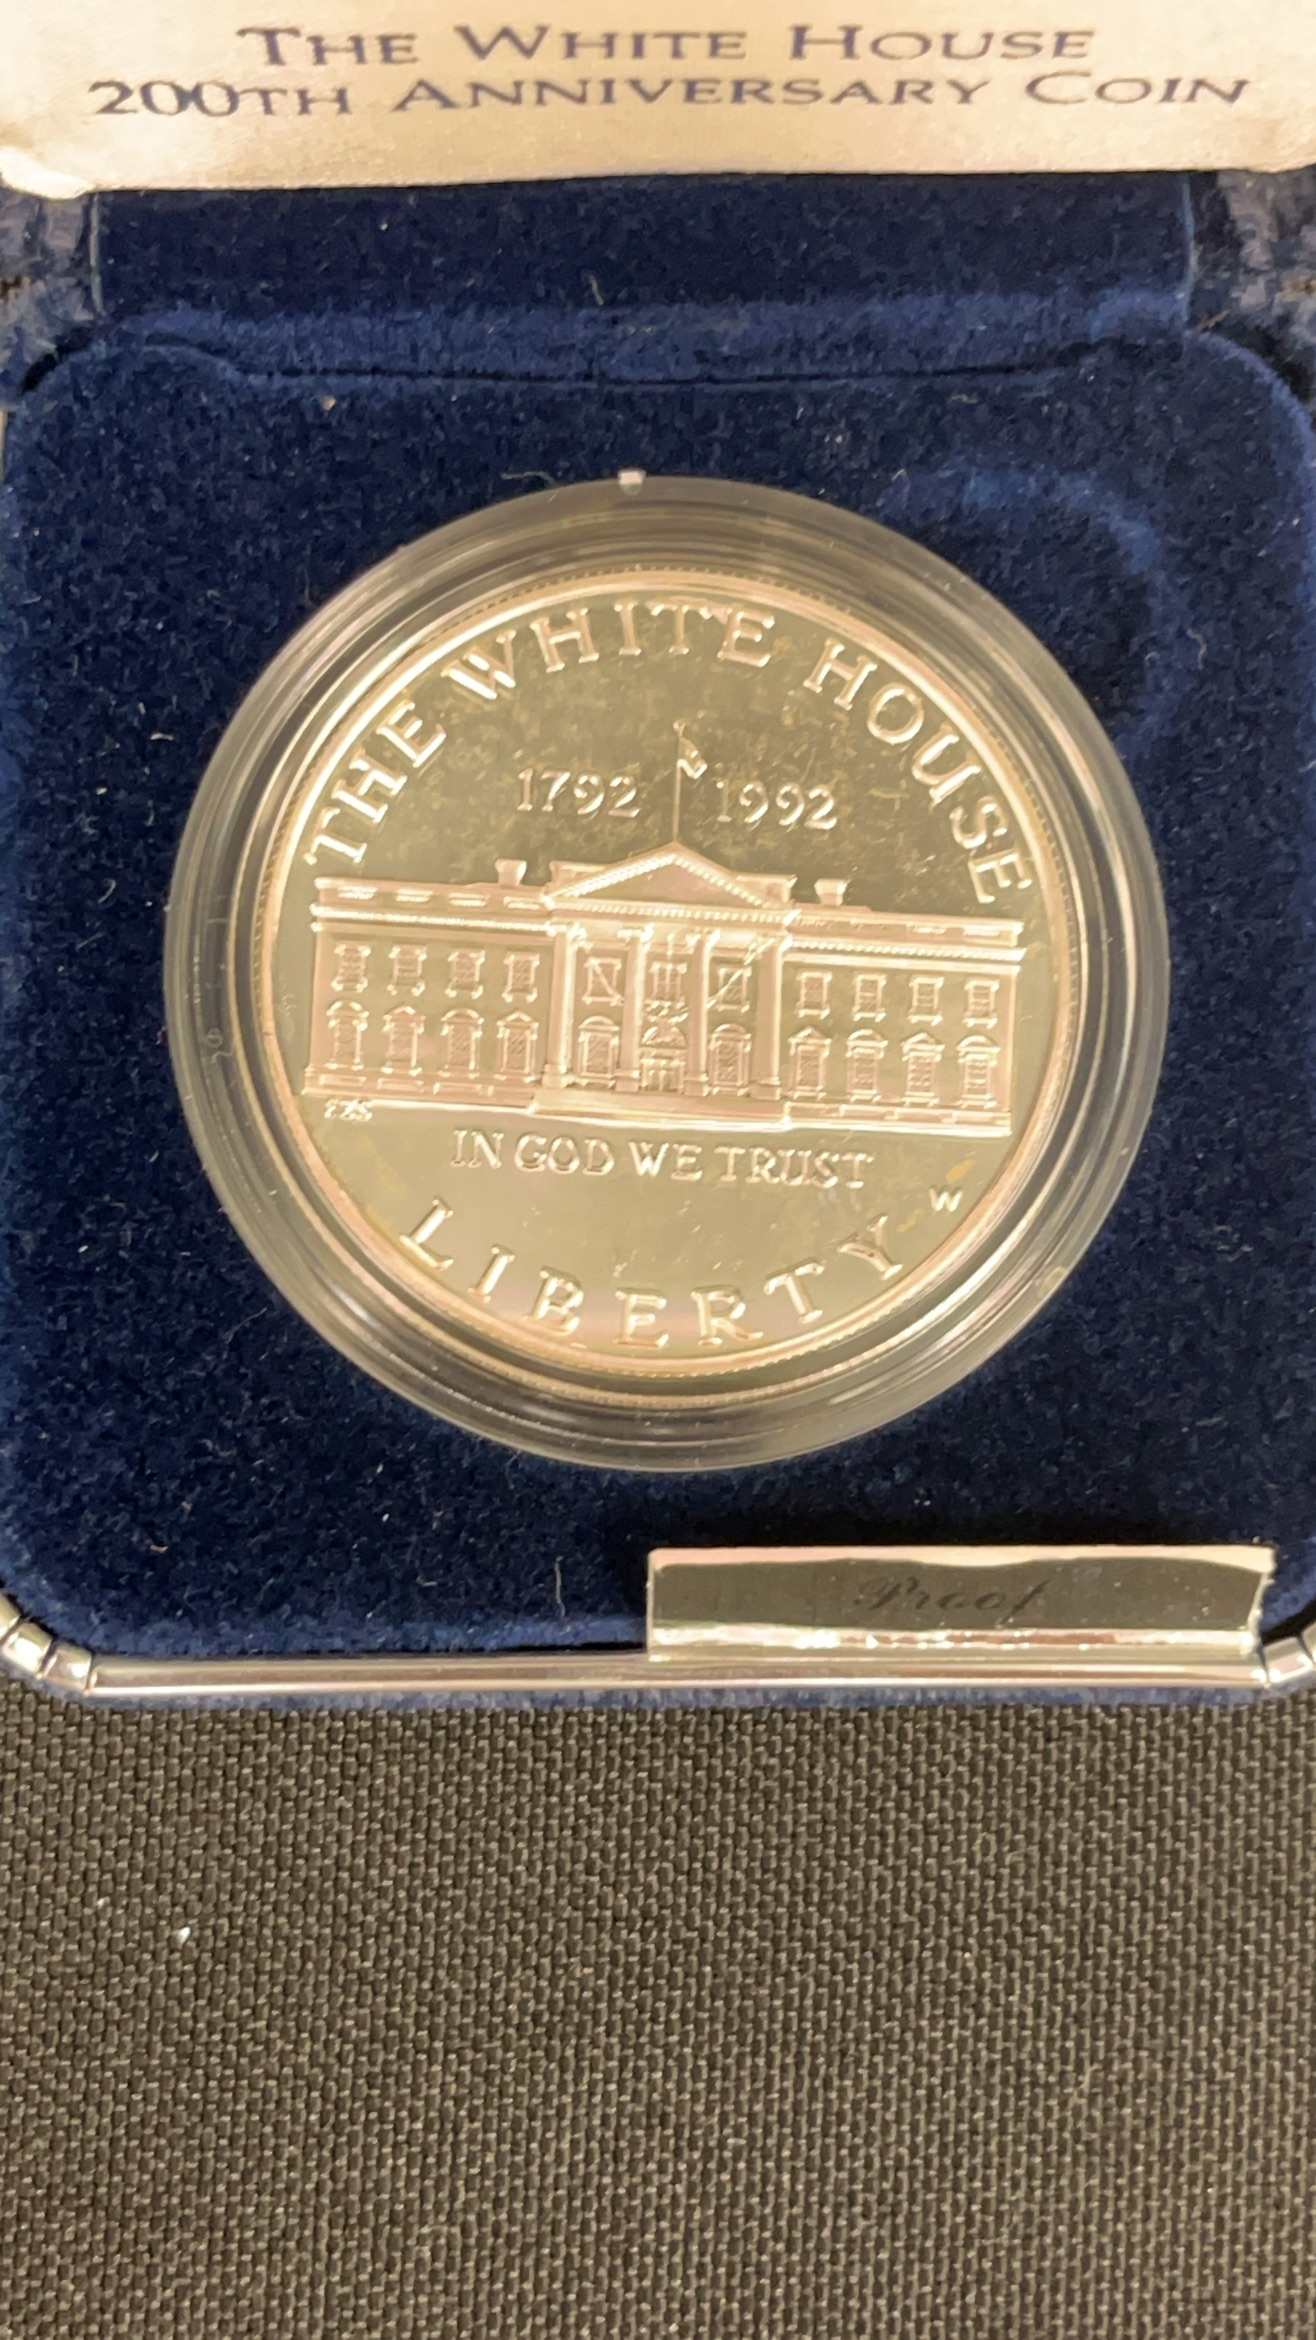 THE WHITE HOUSE
200TH ANNIVERSARY COIN
THE WHITE HOUSE
1792 1992
IN GOD WE TRUST
W
LIBERTY
Proof